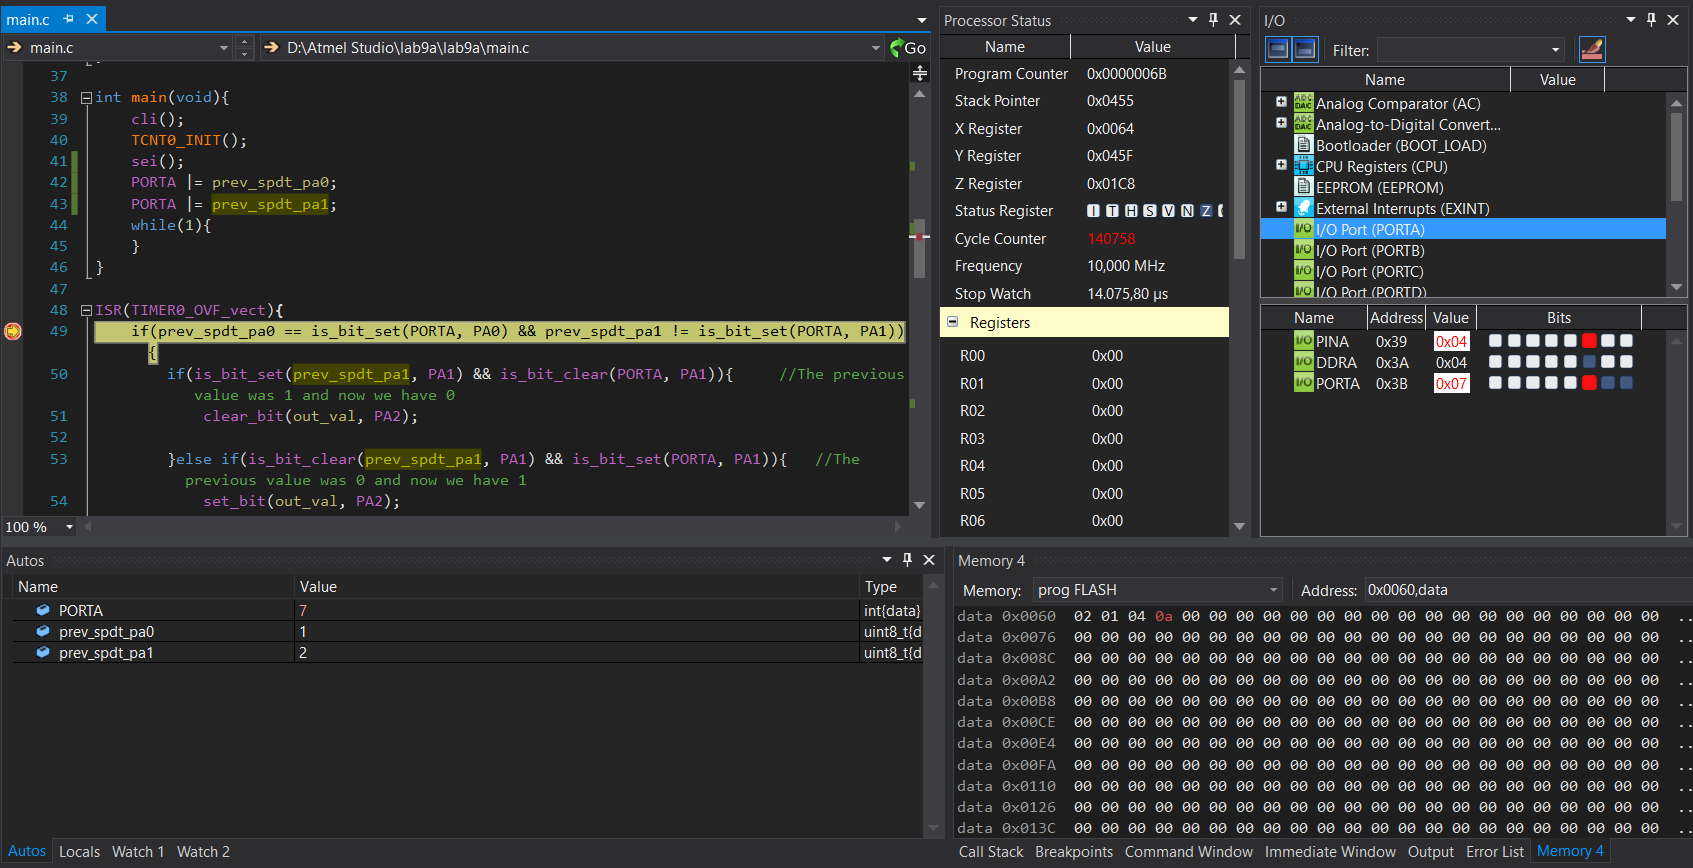 main.c
main.c
D:\Atmel Studio\lab9a\lab9a\main.c
Go
37
38 int main(void){
39 cli();
40 TCNT0_INIT();
41 sei();
42 PORTA |= prev_spdt_pa0;
43 PORTA |= prev_spdt_pa1;
44 while(1){
45 }
46 }
47
48 ISR(TIMER0_OVF_vect){
49 if(prev_spdt_pa0 == is_bit_set(PORTA, PA0) && prev_spdt_pa1 != is_bit_set(PORTA, PA1))
{
50 if(is_bit_set(prev_spdt_pa1, PA1) && is_bit_clear(PORTA, PA1)){ //The previous
value was 1 and now we have 0
51 clear_bit(out_val, PA2);
52
53 }else if(is_bit_clear(prev_spdt_pa1, PA1) && is_bit_set(PORTA, PA1)){ //The
previous value was 0 and now we have 1
54 set_bit(out_val, PA2);
100 %
Processor Status
Name Value
Program Counter 0x0000006B
Stack Pointer 0x0455
X Register 0x0064
Y Register 0x045F
Z Register 0x01C8
Status Register I T H S V N Z
Cycle Counter 140758
Frequency 10,000 MHz
Stop Watch 14.075,80 µs
Registers
R00 0x00
R01 0x00
R02 0x00
R03 0x00
R04 0x00
R05 0x00
R06 0x00
I/O
Filter:
Name Value
Analog Comparator (AC)
Analog-to-Digital Convert...
Bootloader (BOOT_LOAD)
CPU Registers (CPU)
EEPROM (EEPROM)
External Interrupts (EXINT)
I/O Port (PORTA)
I/O Port (PORTB)
I/O Port (PORTC)
I/O Port (PORTD)
Name Address Value Bits
PINA 0x39 0x04
DDRA 0x3A 0x04
PORTA 0x3B 0x07
Autos
Name Value Type
PORTA 7 int{data}
prev_spdt_pa0 1 uint8_t{d
prev_spdt_pa1 2 uint8_t{d
Autos Locals Watch 1 Watch 2
Memory 4
Memory: prog FLASH Address: 0x0060,data
data 0x0060 02 01 04 0a 00 00 00 00 00 00 00 00 00 00 00 00 00 00 00 00 00 00 ..
data 0x0076 00 00 00 00 00 00 00 00 00 00 00 00 00 00 00 00 00 00 00 00 00 00 ..
data 0x008C 00 00 00 00 00 00 00 00 00 00 00 00 00 00 00 00 00 00 00 00 00 00 ..
data 0x00A2 00 00 00 00 00 00 00 00 00 00 00 00 00 00 00 00 00 00 00 00 00 00 ..
data 0x00B8 00 00 00 00 00 00 00 00 00 00 00 00 00 00 00 00 00 00 00 00 00 00 ..
data 0x00CE 00 00 00 00 00 00 00 00 00 00 00 00 00 00 00 00 00 00 00 00 00 00 ..
data 0x00E4 00 00 00 00 00 00 00 00 00 00 00 00 00 00 00 00 00 00 00 00 00 00 ..
data 0x00FA 00 00 00 00 00 00 00 00 00 00 00 00 00 00 00 00 00 00 00 00 00 00 ..
data 0x0110 00 00 00 00 00 00 00 00 00 00 00 00 00 00 00 00 00 00 00 00 00 00 ..
data 0x0126 00 00 00 00 00 00 00 00 00 00 00 00 00 00 00 00 00 00 00 00 00 00 ..
data 0x013C 00 00 00 00 00 00 00 00 00 00 00 00 00 00 00 00 00 00 00 00 00 00 ..
Call Stack Breakpoints Command Window Immediate Window Output Error List Memory 4